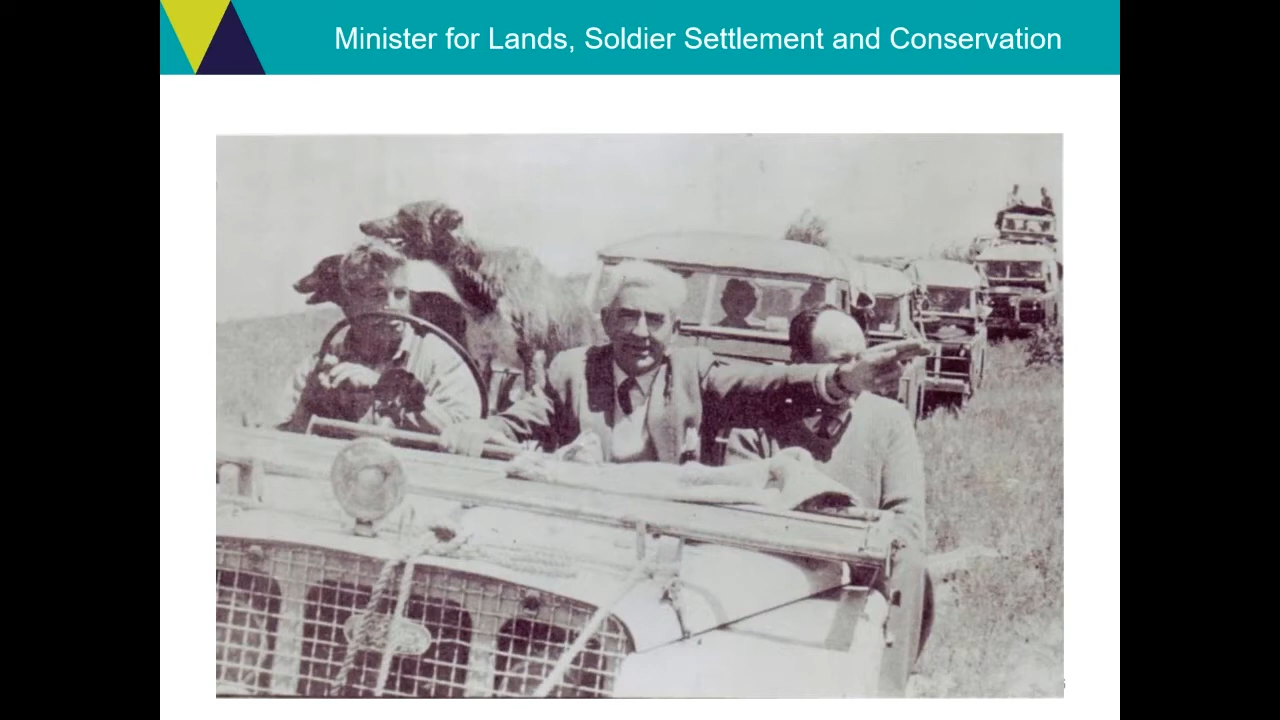 Minister for Lands, Soldier Settlement and Conservation